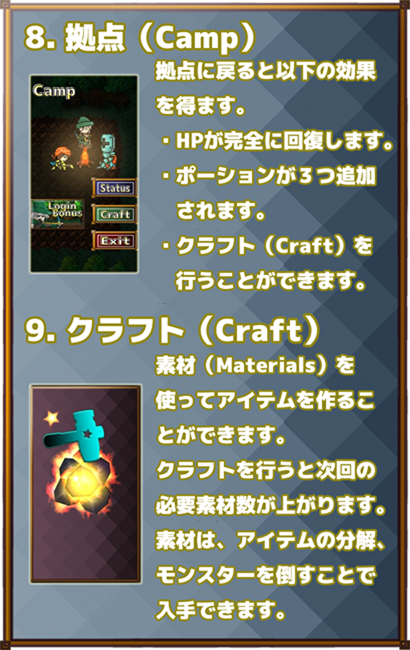 8. 拠点（Camp）
拠点に戻ると以下の効果
を得ます。
・HPが完全に回復します。
・ポーションが３つ追加
されます。
・クラフト（Craft）を
行うことができます。
Camp
Status
Login
Bonus
Craft
Exit
9. クラフト（Craft）
素材（Materials）を
使ってアイテムを作るこ
とができます。
クラフトを行うと次回の
必要素材数が上がります。
素材は、アイテムの分解、
モンスターを倒すことで
入手できます。